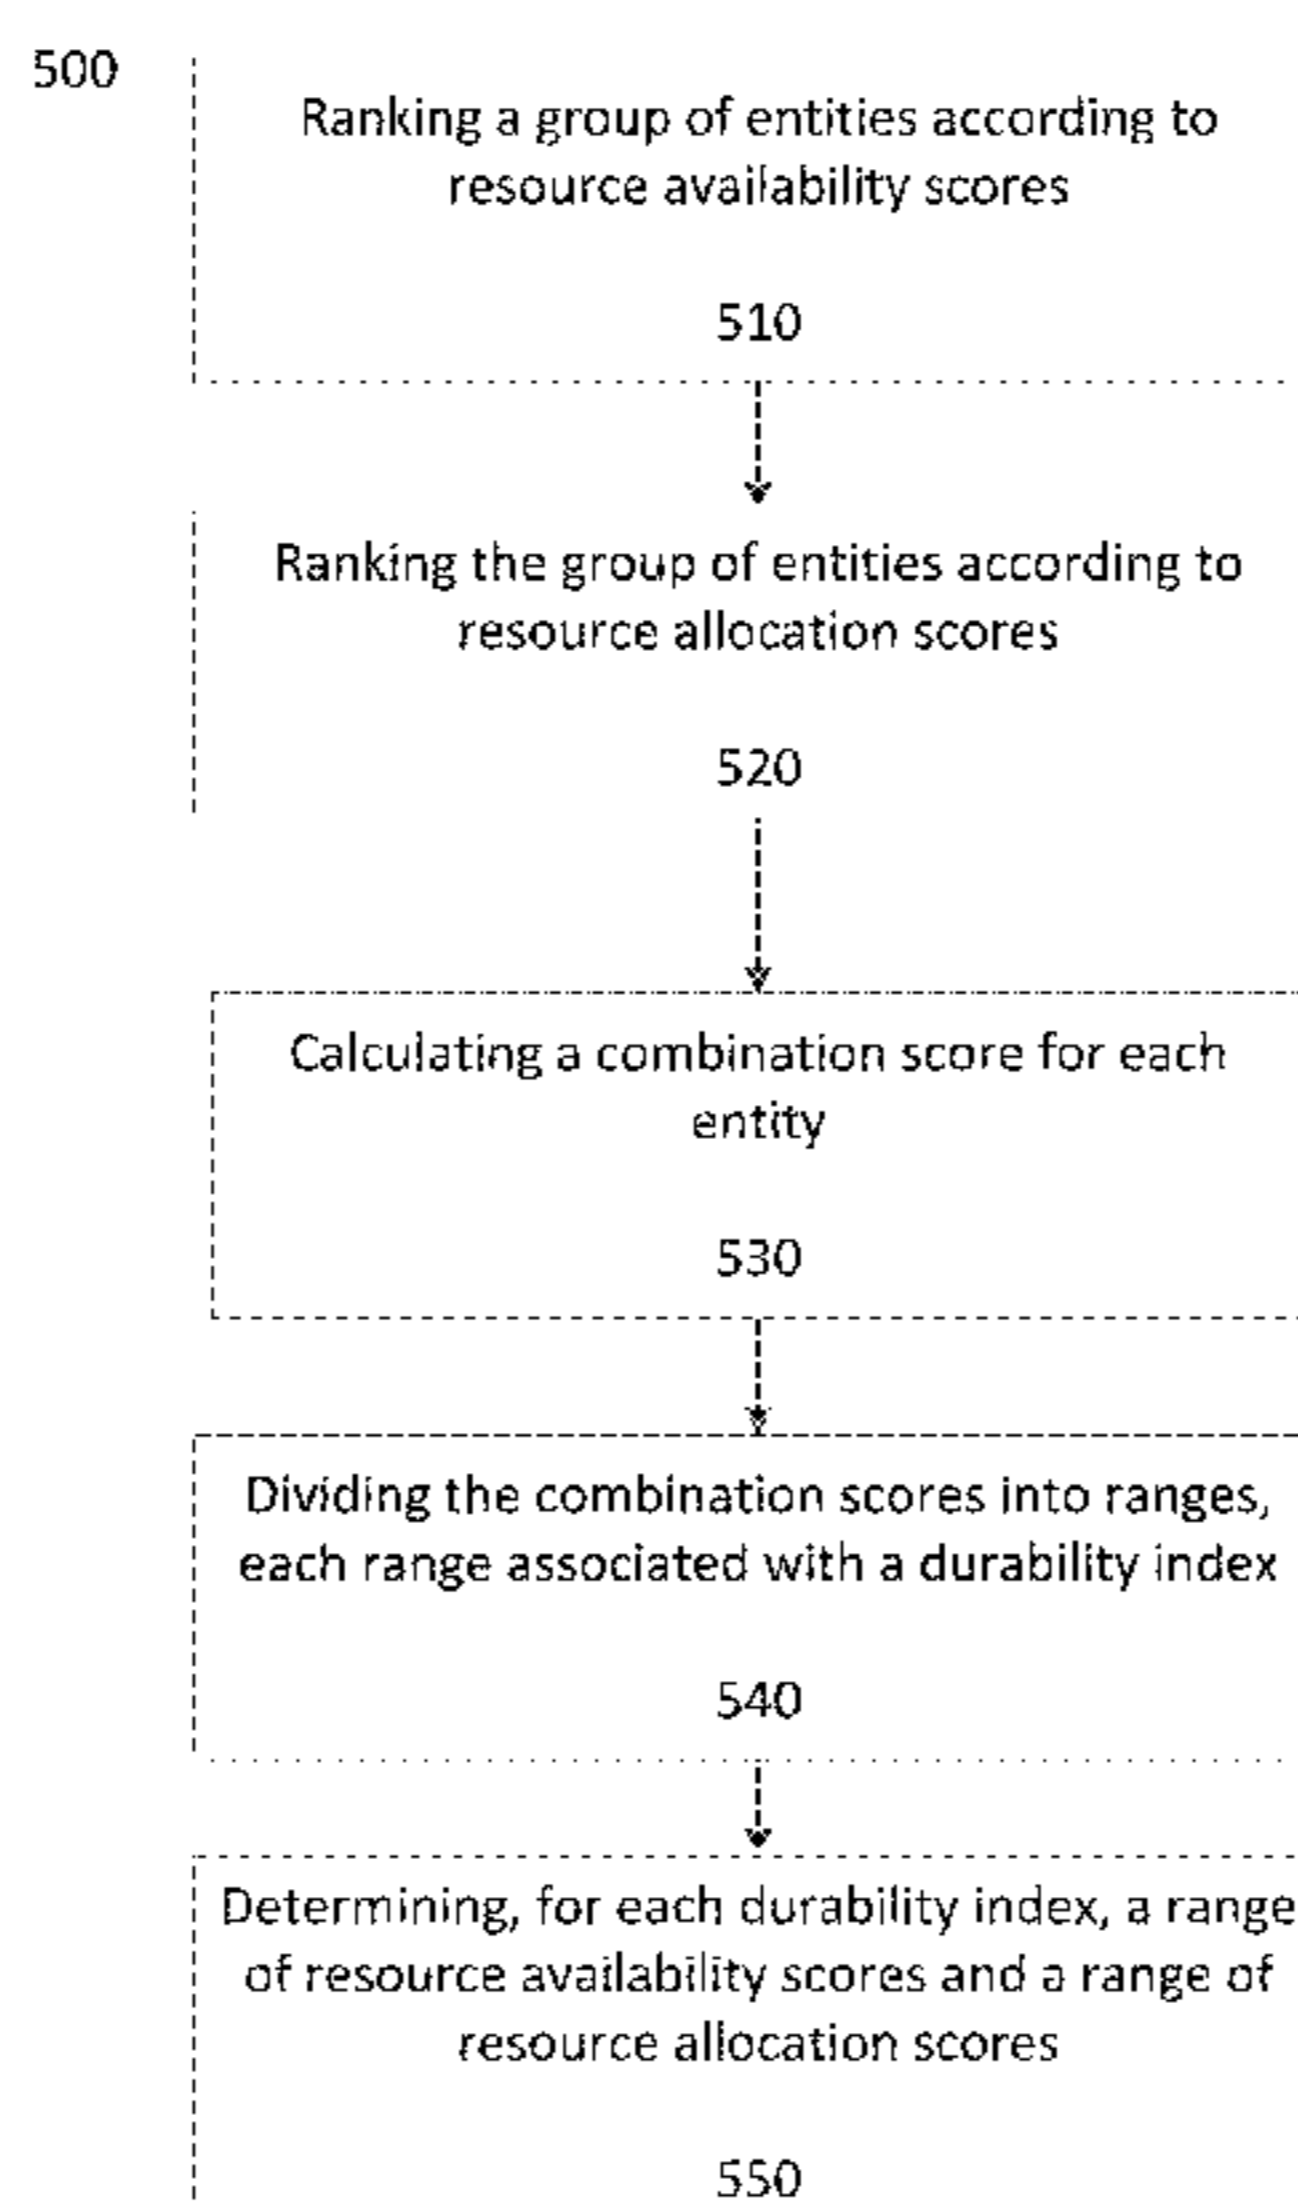 500
Ranking a group of entities according to
resource availability scores
510
Ranking the group of entities according to
resource allocation scores
520
Calculating a combination score for each
entity
530
Dividing the combination scores into ranges,
each range associated with a durability index
540
Determining, for each durability index, a range
of resource availability scores and a range of
resource allocation scores
550